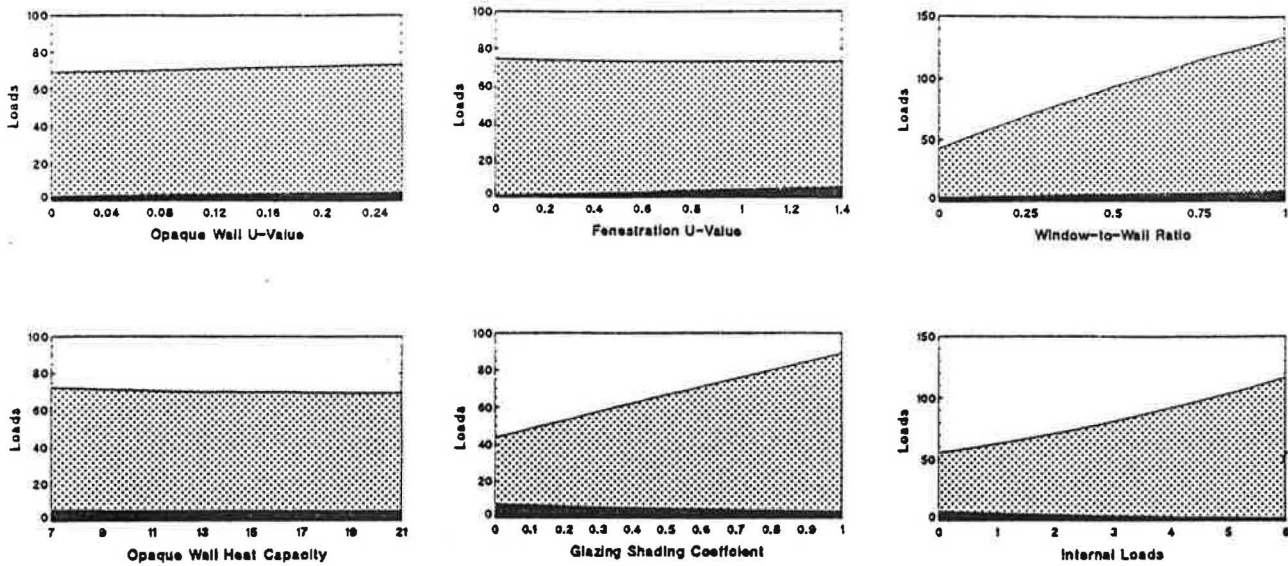 100
80
60
40
20
0
Loads
0 0.04 0.08 0.12 0.16 0.2 0.24
Opaque Wall U-Value
100
80
60
40
20
0
Loads
0 0.2 0.4 0.6 0.8 1 1.2 1.4
Fenestration U-Value
150
100
50
0
Loads
0 0.25 0.5 0.75 1
Window-to-Wall Ratio
100
80
60
40
20
0
Loads
7 9 11 13 15 17 19 21
Opaque Wall Heat Capacity
100
80
60
40
20
0
Loads
0 0.1 0.2 0.3 0.4 0.5 0.6 0.7 0.8 0.9 1
Glazing Shading Coefficient
150
100
50
0
Loads
0 1 2 3 4 5 6
Internal Loads